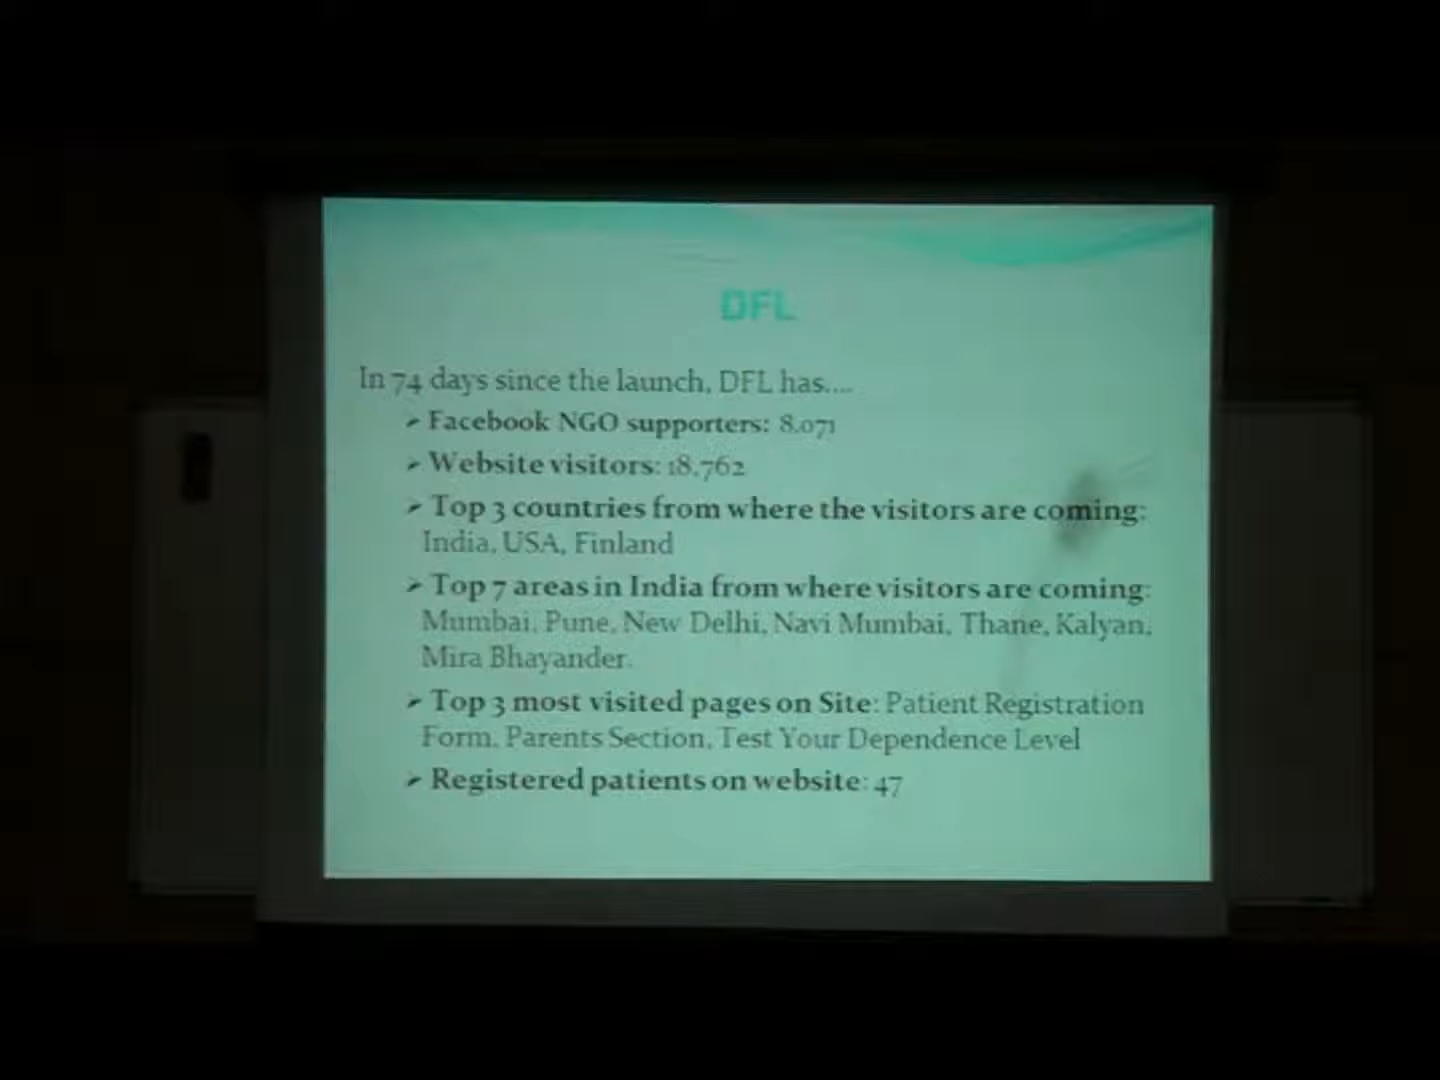 DFL
In 74 days since the launch, DFL has....
➢ Facebook NGO supporters: 8,071
➢ Website visitors: 18,762
➢ Top 3 countries from where the visitors are coming:
India, USA, Finland
➢ Top 7 areas in India from where visitors are coming:
Mumbai, Pune, New Delhi, Navi Mumbai, Thane, Kalyan,
Mira Bhayander.
➢ Top 3 most visited pages on Site: Patient Registration
Form, Parents Section, Test Your Dependence Level
➢ Registered patients on website: 47